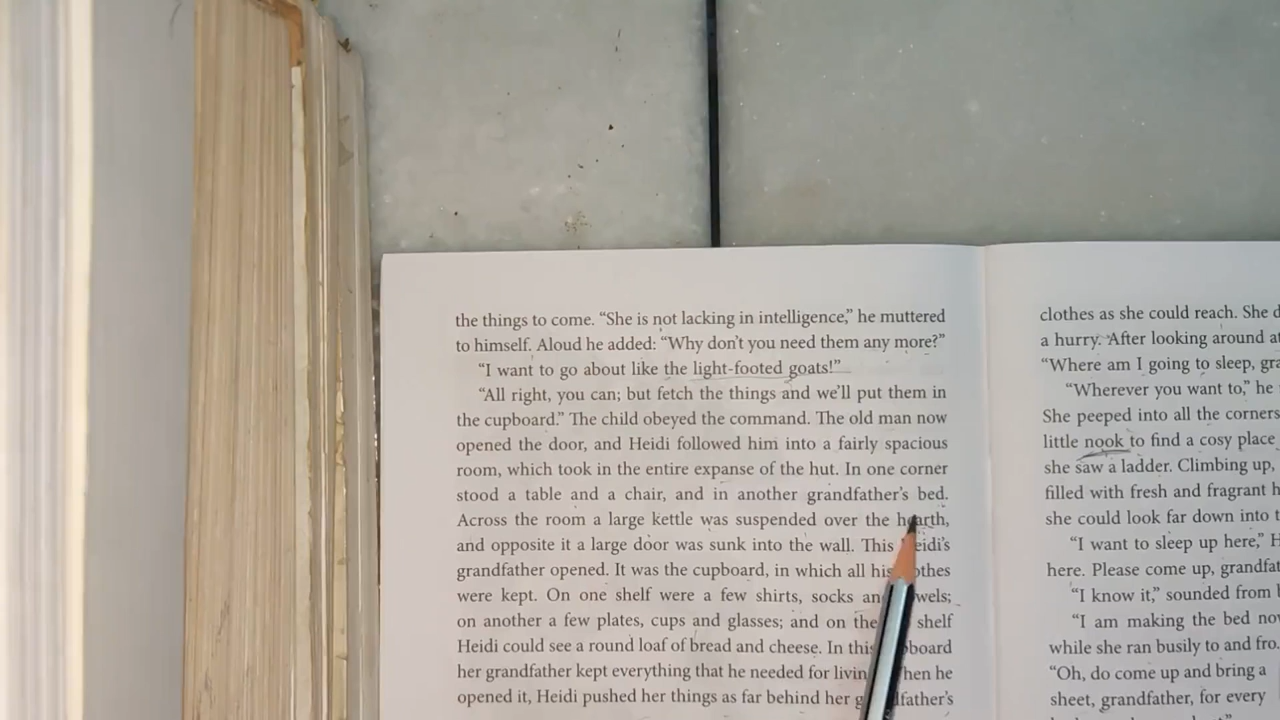 the things to come. “She is not lacking in intelligence,” he muttered
to himself. Aloud he added: “Why don’t you need them any more?”
“I want to go about like the light-footed goats!”
“All right, you can; but fetch the things and we’ll put them in
the cupboard.” The child obeyed the command. The old man now
opened the door, and Heidi followed him into a fairly spacious
room, which took in the entire expanse of the hut. In one corner
stood a table and a chair, and in another grandfather’s bed.
Across the room a large kettle was suspended over the hearth,
and opposite it a large door was sunk into the wall. This Heidi’s
grandfather opened. It was the cupboard, in which all his
were kept. On one shelf were a few shirts, socks
on another a few plates, cups and glasses; and on the shelf
Heidi could see a round loaf of bread and cheese. In this
her grandfather kept everything that he needed for
opened it, Heidi pushed her things as far behind her grandfather’s
clothes as she could reach. She
a hurry. After looking around
“Where am I going to sleep,
“Wherever you want to,” he
She peeped into all the corners
little nook to find a cosy place
she saw a ladder. Climbing up,
filled with fresh and fragrant
she could look far down into
“I want to sleep up here,”
here. Please come up,
“I know it,” sounded from
“I am making the bed
while she ran busily to and fro.
“Oh, do come up and bring a
sheet, grandfather, for every